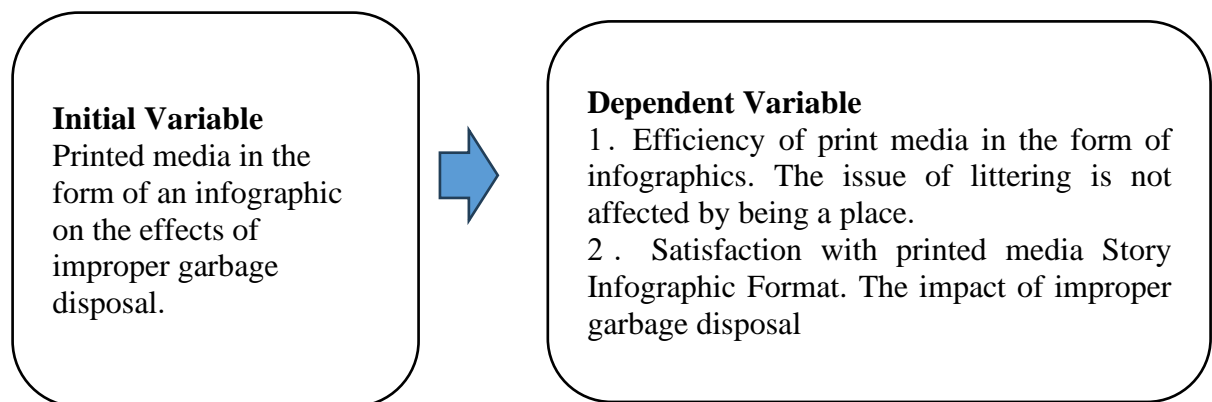 Initial Variable
Printed media in the
form of an infographic
on the effects of
improper garbage
disposal.
Dependent Variable
1. Efficiency of print media in the form of
infographics. The issue of littering is not
affected by being a place.
2 . Satisfaction with printed media Story
Infographic Format. The impact of improper
garbage disposal